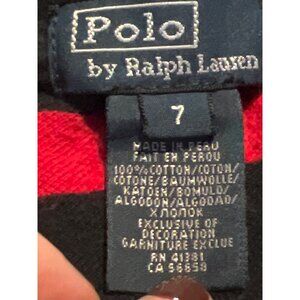 Polo
by Ralph Lauren
7
MADE IN PERU
FAIT EN PEROU
100% COTTON/COTON/
COTONE/BAUMWOLLE/
KATOEN/BOMULD/
ALGODON/ALGODAO/
ХЛОПОК
EXCLUSIVE OF
DECORATION
GARNITURE EXCLUE
RN 41381
CA 56658